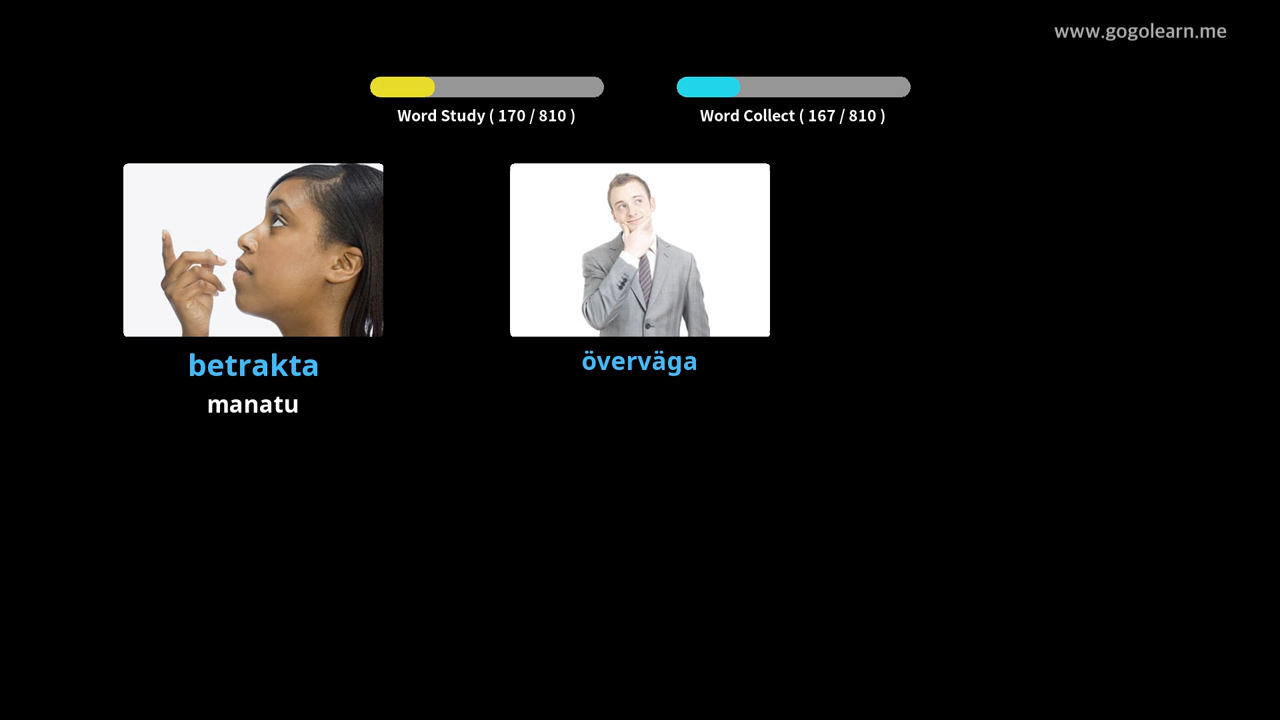 www.gogolearn.me
Word Study ( 170 / 810 )
Word Collect ( 167 / 810 )
betrakta
manatu
överväga